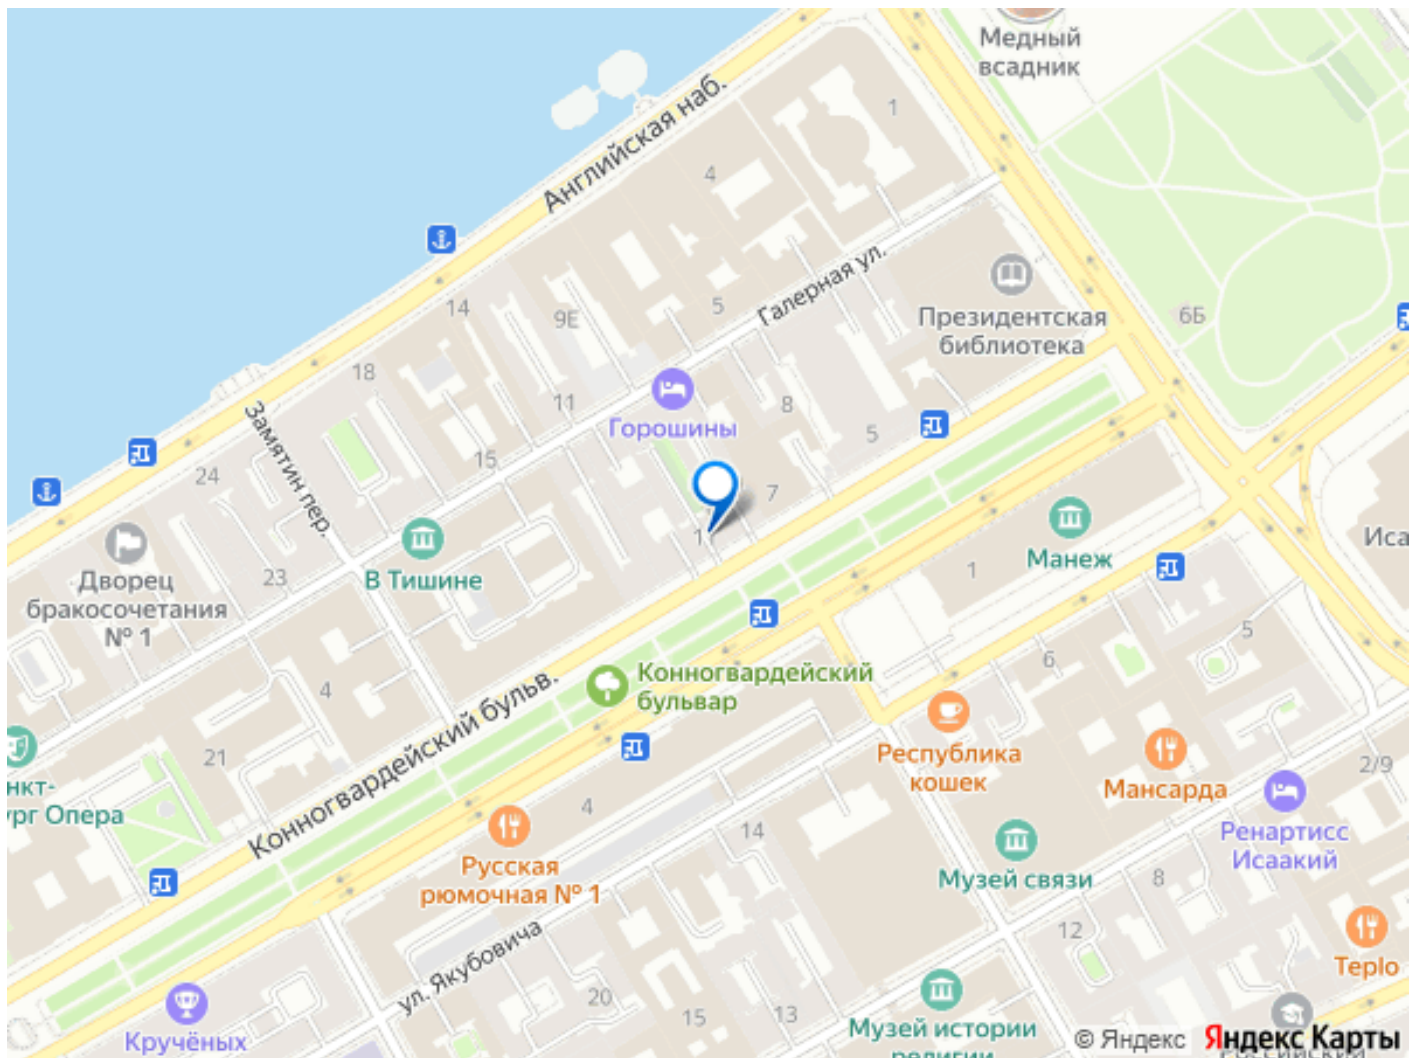 Медный
всадник
Английская наб.
1
4
Галерная ул.
5
14
9Е
Президентская
библиотека
6Б
18
11
Горошины
8
5
Замятин пер.
15
24
7
Манеж
В Тишине
23
Дворец
бракосочетания
№ 1
1
6
5
4
Конногвардейский
бульвар
Конногвардейский бульв.
21
Республика
кошек
Мансарда
2/9
4
14
Ренартисс
Исаакий
Русская
рюмочная № 1
Музей связи
8
ург Опера
ул. Якубовича
12
Teplo
20
15
13
Кручёных
Музей истории
религии
© Яндекс Яндекс Карты